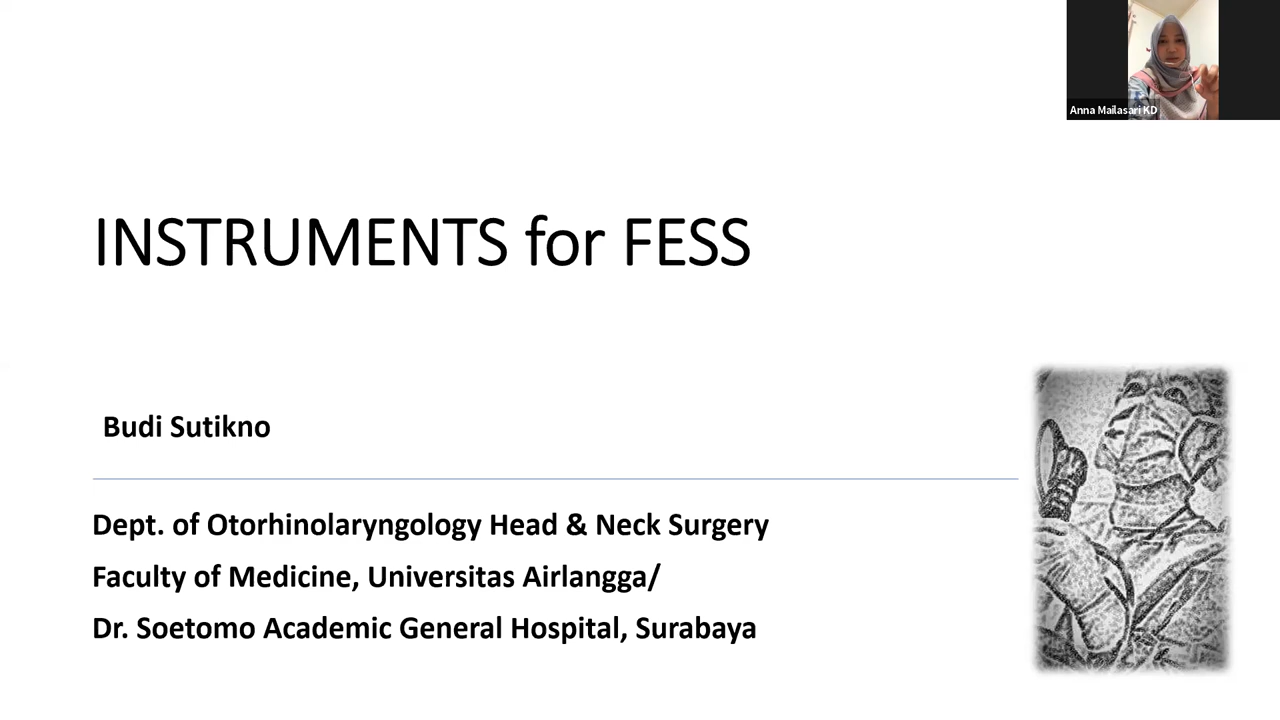 Anna Mailasari KD
INSTRUMENTS for FESS
Budi Sutikno
Dept. of Otorhinolaryngology Head & Neck Surgery
Faculty of Medicine, Universitas Airlangga/
Dr. Soetomo Academic General Hospital, Surabaya